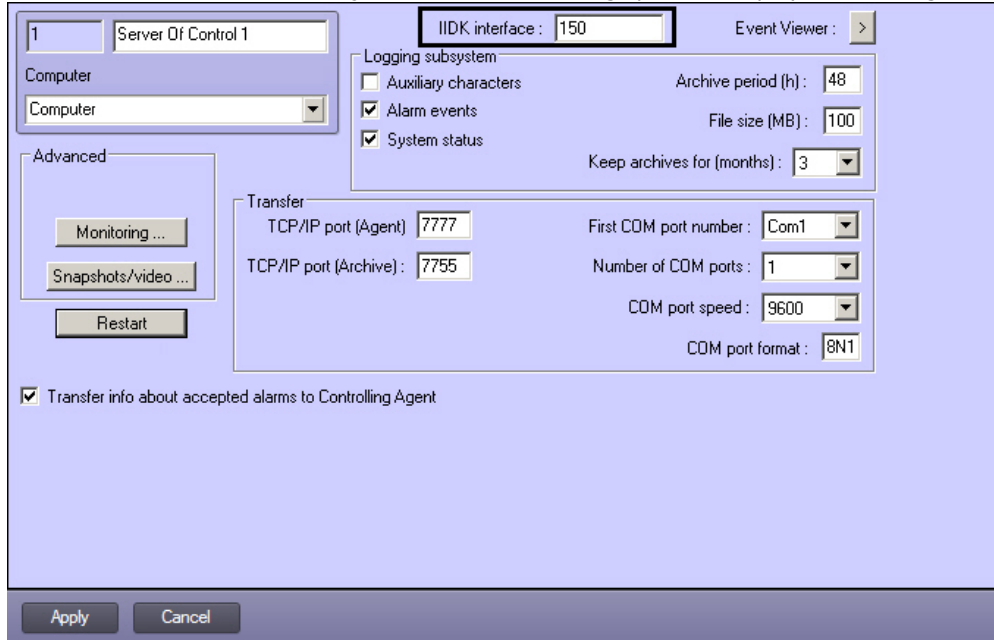 1 Server Of Control 1
IIDK interface : 150
Event Viewer : >
Computer
Computer
Logging subsystem
Auxiliary characters
Alarm events
System status
Archive period (h) : 48
File size (MB) : 100
Keep archives for (months) : 3
Advanced
Monitoring ...
Snapshots/video ...
Restart
Transfer
TCP/IP port (Agent) 7777
TCP/IP port (Archive) : 7755
First COM port number : Com1
Number of COM ports : 1
COM port speed : 9600
COM port format : 8N1
Transfer info about accepted alarms to Controlling Agent
Apply Cancel